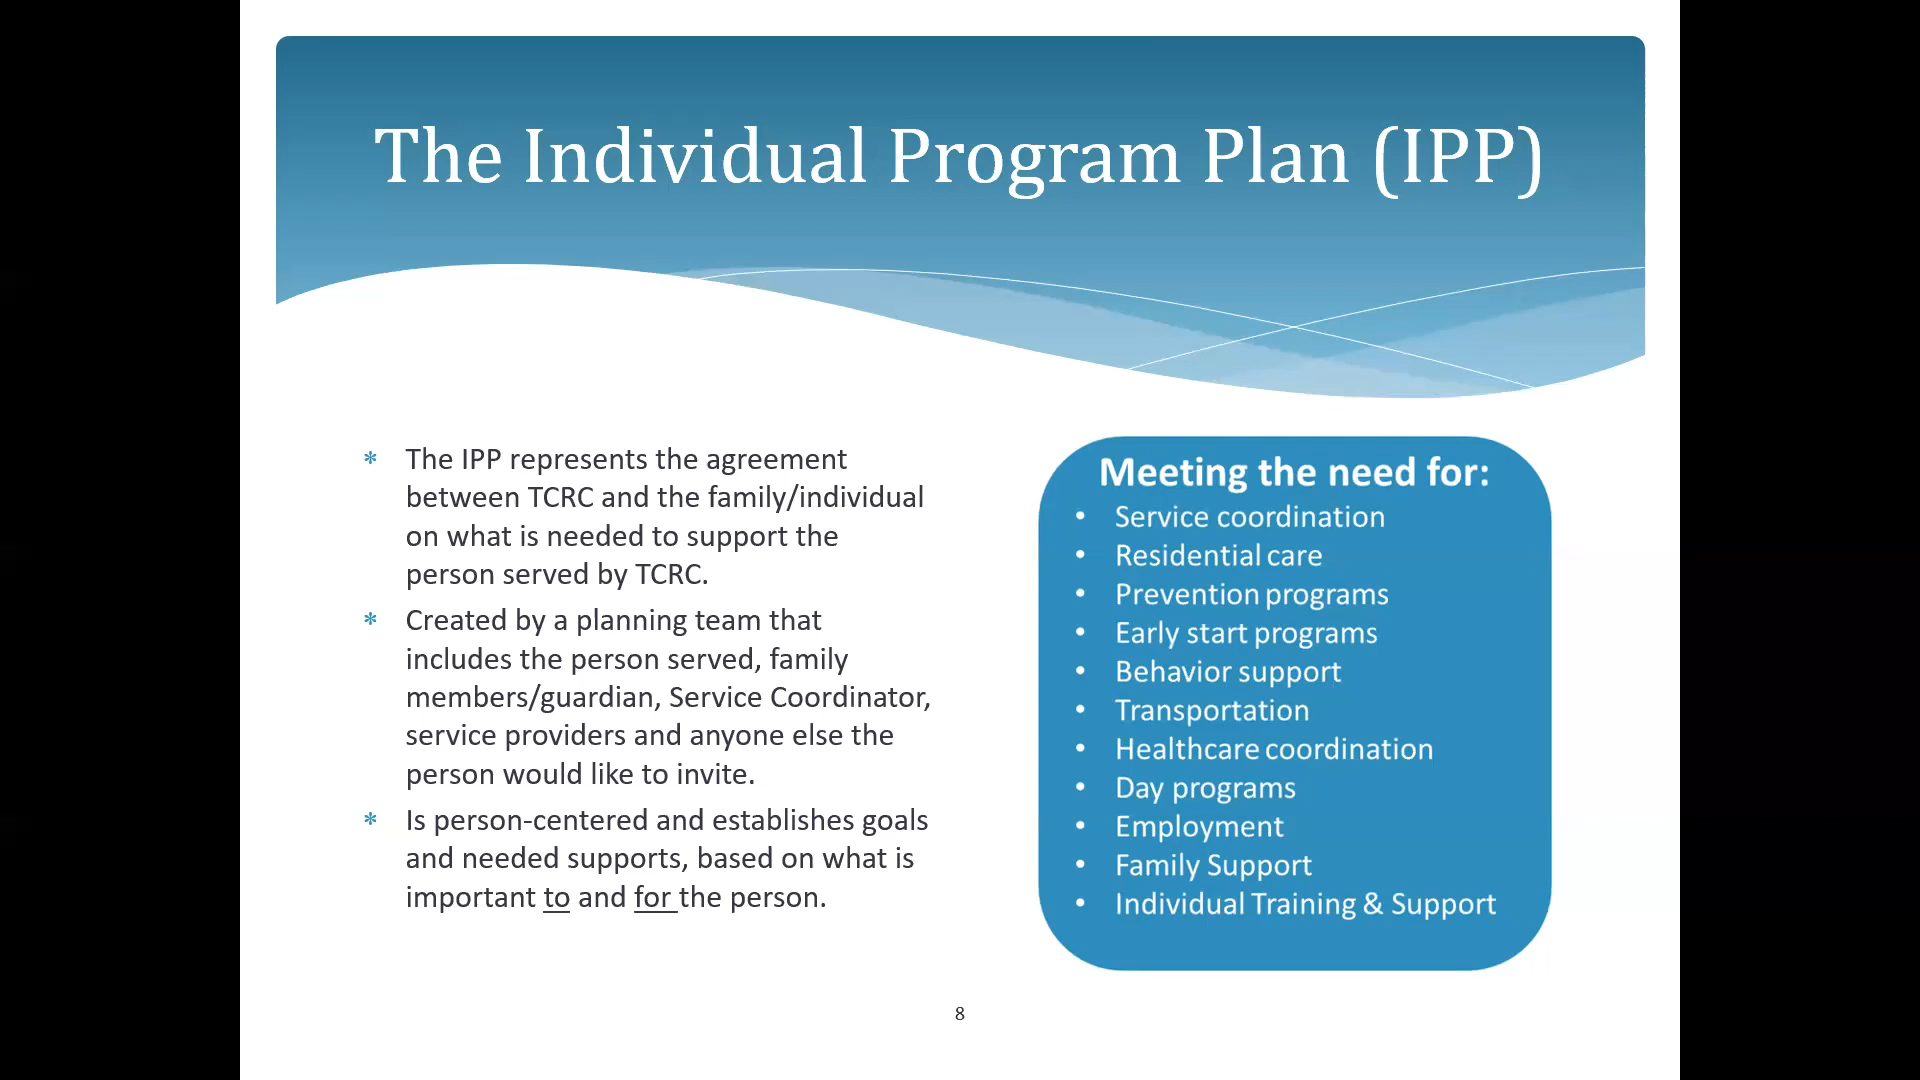 The Individual Program Plan (IPP)
* The IPP represents the agreement
between TCRC and the family/individual
on what is needed to support the
person served by TCRC.
* Created by a planning team that
includes the person served, family
members/guardian, Service Coordinator,
service providers and anyone else the
person would like to invite.
* Is person-centered and establishes goals
and needed supports, based on what is
important to and for the person.
Meeting the need for:
• Service coordination
• Residential care
• Prevention programs
• Early start programs
• Behavior support
• Transportation
• Healthcare coordination
• Day programs
• Employment
• Family Support
• Individual Training & Support
8